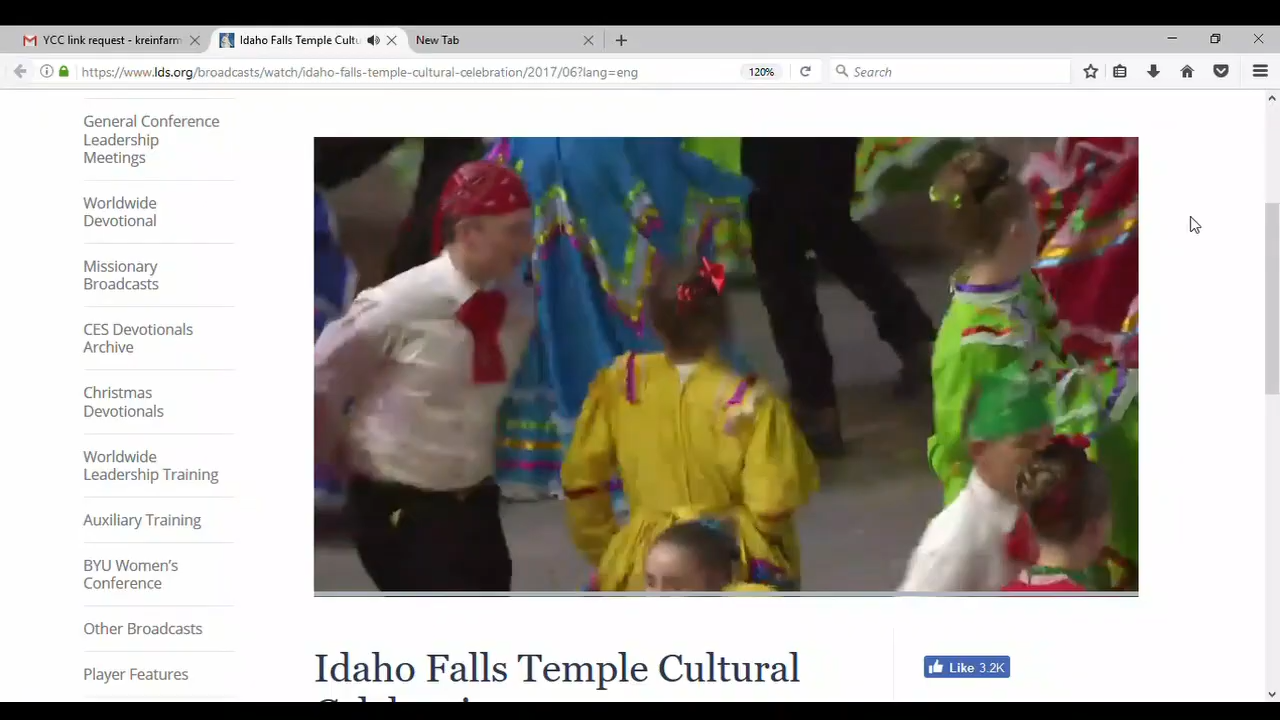 YCC link request - kreinfarm
Idaho Falls Temple Cultu
New Tab
https://www.lds.org/broadcasts/watch/idaho-falls-temple-cultural-celebration/2017/06?lang=eng
120%
Search
General Conference
Leadership
Meetings
Worldwide
Devotional
Missionary
Broadcasts
CES Devotionals
Archive
Christmas
Devotionals
Worldwide
Leadership Training
Auxiliary Training
BYU Women's
Conference
Other Broadcasts
Player Features
Idaho Falls Temple Cultural
Like 3.2K